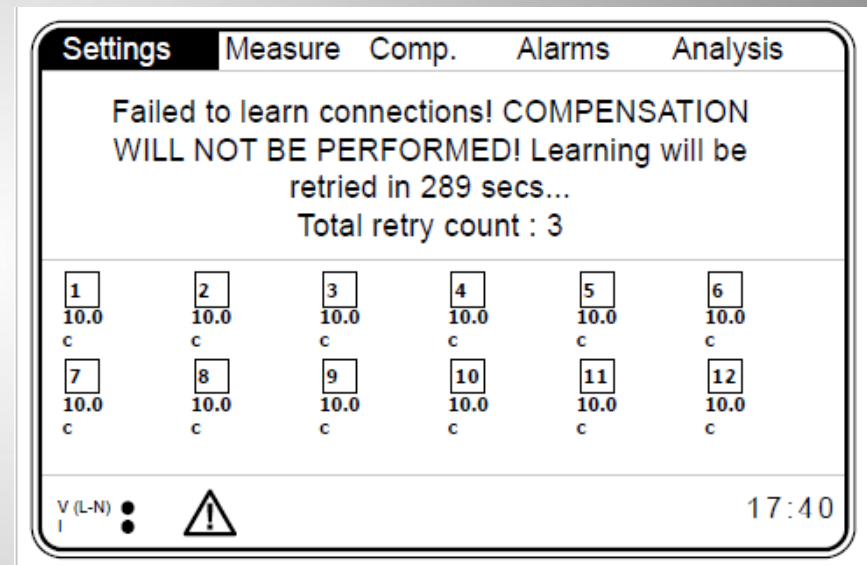 Settings Measure Comp. Alarms Analysis
Failed to learn connections! COMPENSATION
WILL NOT BE PERFORMED! Learning will be
retried in 289 secs...
Total retry count : 3
1 2 3 4 5 6
10.0 10.0 10.0 10.0 10.0 10.0
c c c c c c
7 8 9 10 11 12
10.0 10.0 10.0 10.0 10.0 10.0
c c c c c c
V (L-N)
I
17:40